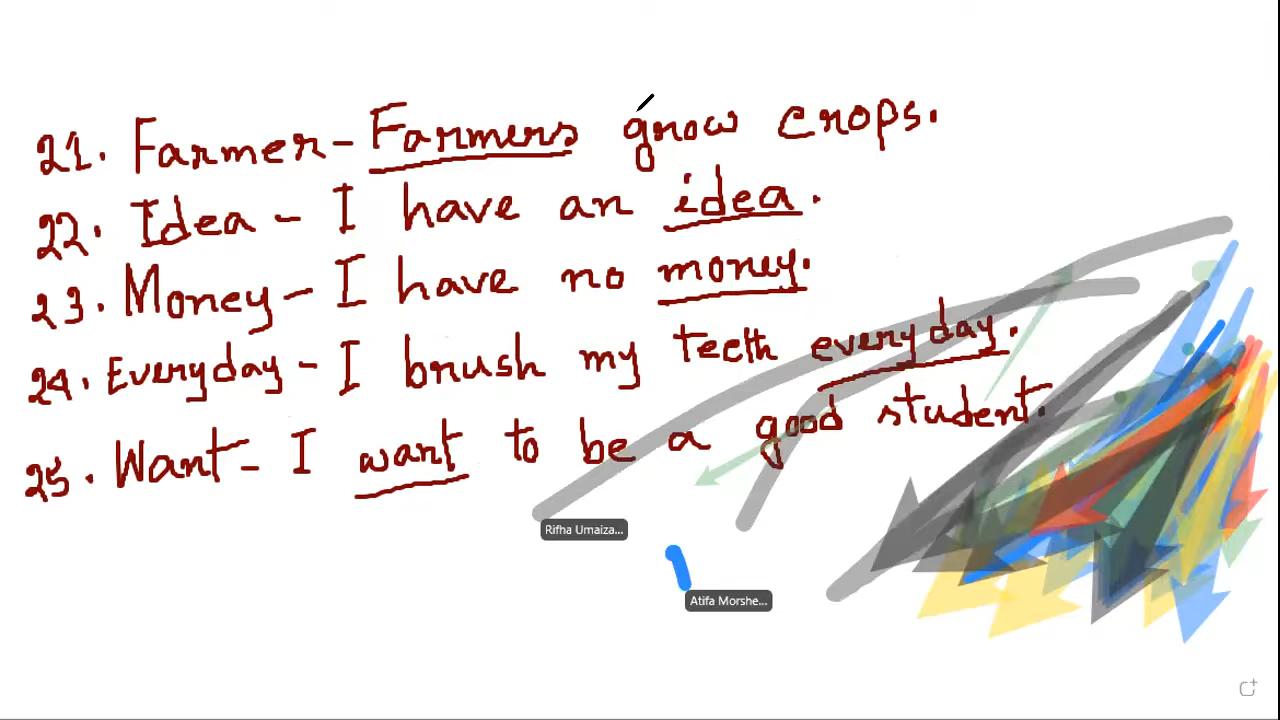 21. Farmer - Farmers grow crops.
22. Idea - I have an idea.
23. Money - I have no money.
24. Everyday - I brush my teeth everyday.
25. Want - I want to be a good student.
Rifha Umaiza...
Atifa Morshe...